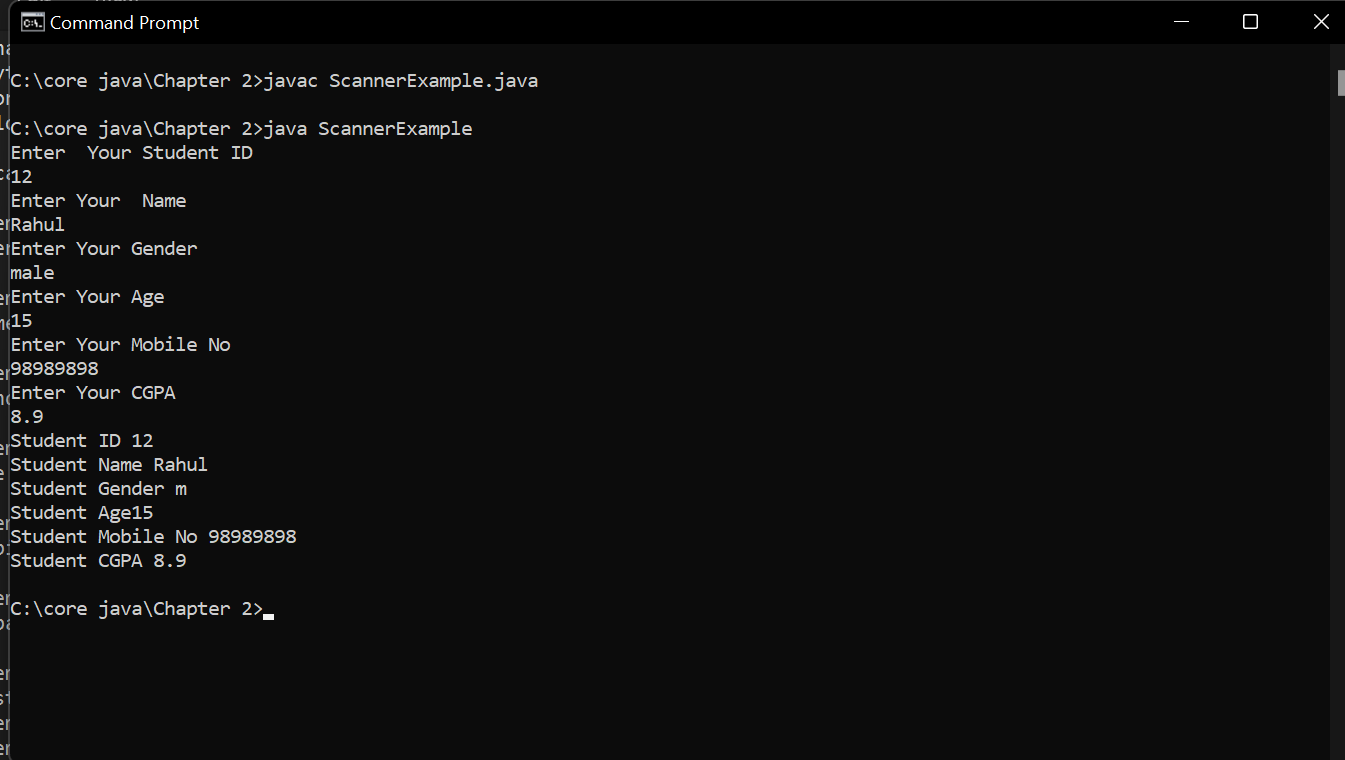 Command Prompt
C:\core java\Chapter 2>javac ScannerExample.java
C:\core java\Chapter 2>java ScannerExample
Enter  Your Student ID
12
Enter Your  Name
Rahul
Enter Your Gender
male
Enter Your Age
15
Enter Your Mobile No
98989898
Enter Your CGPA
8.9
Student ID 12
Student Name Rahul
Student Gender m
Student Age15
Student Mobile No 98989898
Student CGPA 8.9
C:\core java\Chapter 2>